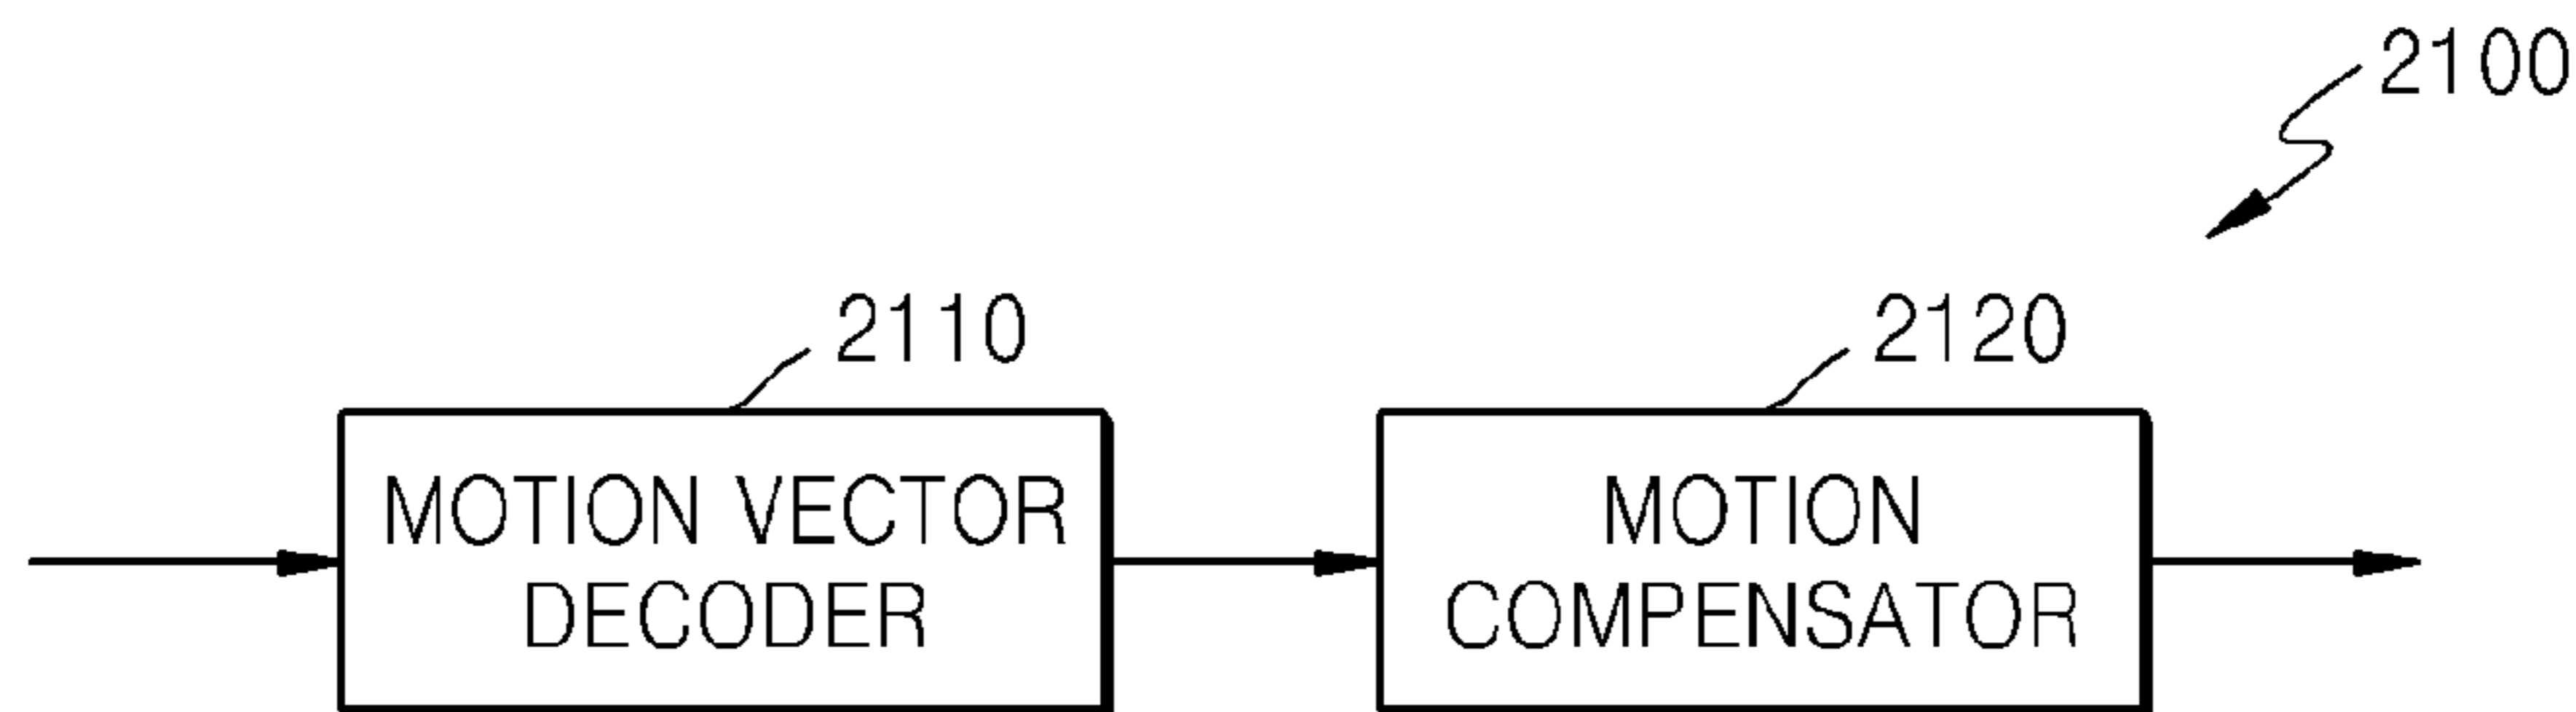 2100
2110
2120
MOTION VECTOR
DECODER
MOTION
COMPENSATOR